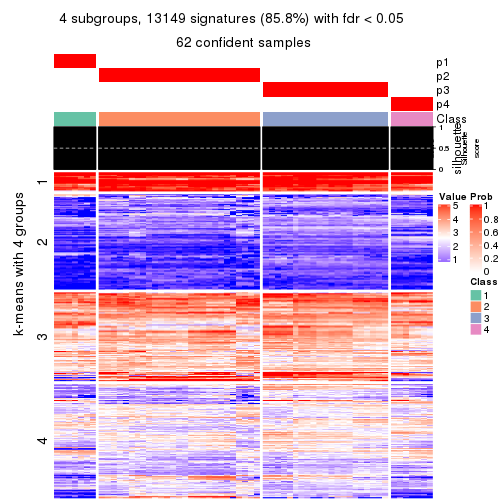 4 subgroups, 13149 signatures (85.8%) with fdr < 0.05
62 confident samples
p1
p2
p3
p4
Class
1
0.5
0
silhouette
Silhouette
score
k-means with 4 groups
1
2
3
4
Value
5
4
3
2
1
Prob
1
0.8
0.6
0.4
0.2
0
Class
1
2
3
4